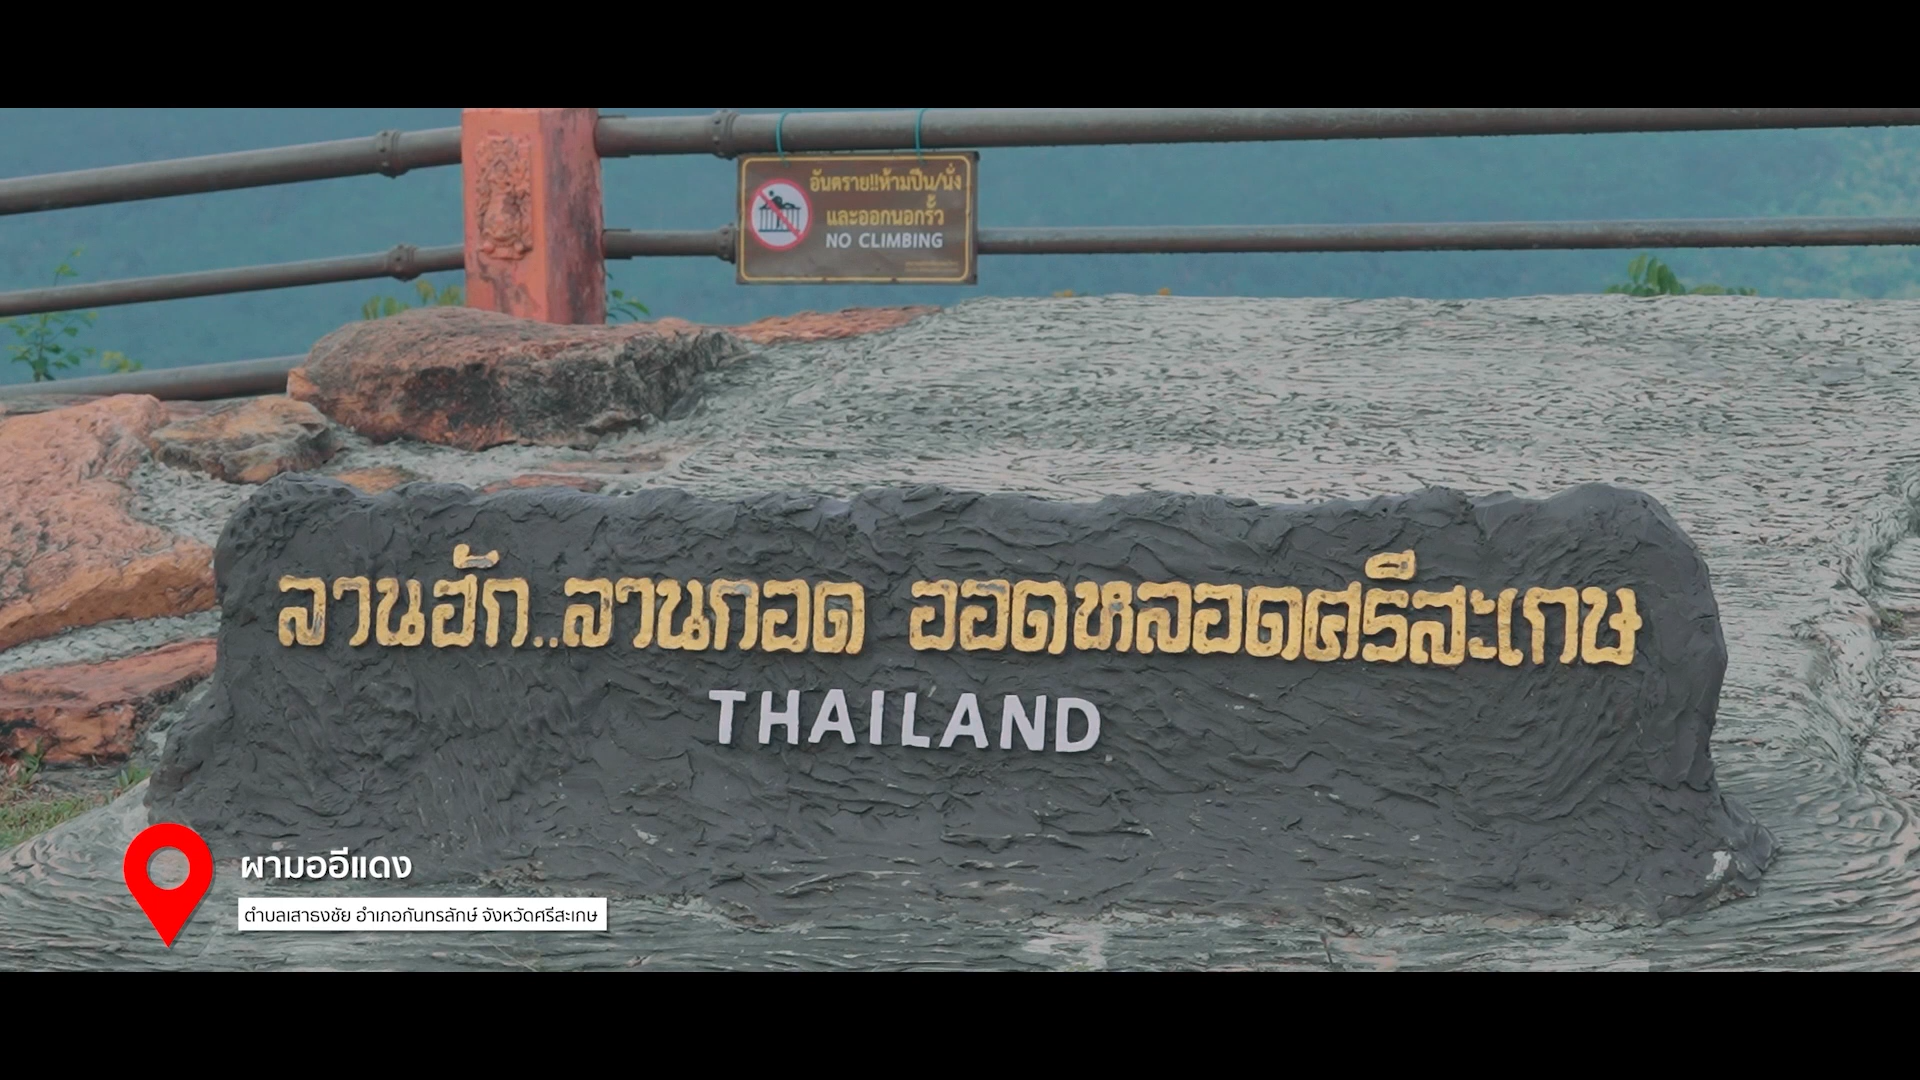 อันตราย!!ห้ามปีน/นั่ง
และออกนอกรั้ว
NO CLIMBING
ลานฮัก..ลานกอด ออดหลอดศรีสะเกษ
THAILAND
ผามออีแดง
ตำบลเสาธงชัย อำเภอกันทรลักษ์ จังหวัดศรีสะเกษ